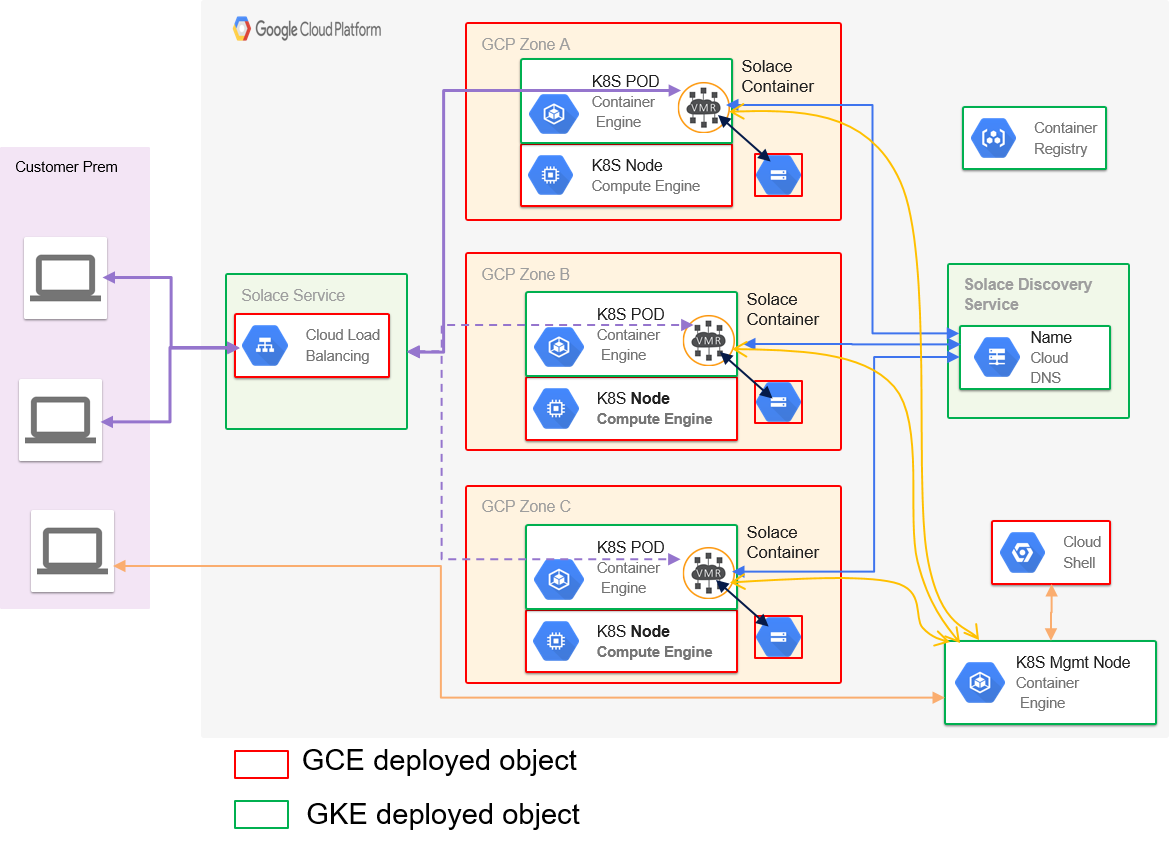 Google Cloud Platform
GCP Zone A
K8S POD
Container
Engine
VMR
Solace
Container
K8S Node
Compute Engine
Container
Registry
Customer Prem
GCP Zone B
K8S POD
Container
Engine
VMR
Solace
Container
K8S Node
Compute Engine
Solace Service
Cloud Load
Balancing
Solace Discovery
Service
Name
Cloud
DNS
GCP Zone C
K8S POD
Container
Engine
VMR
Solace
Container
K8S Node
Compute Engine
Cloud
Shell
K8S Mgmt Node
Container
Engine
GCE deployed object
GKE deployed object